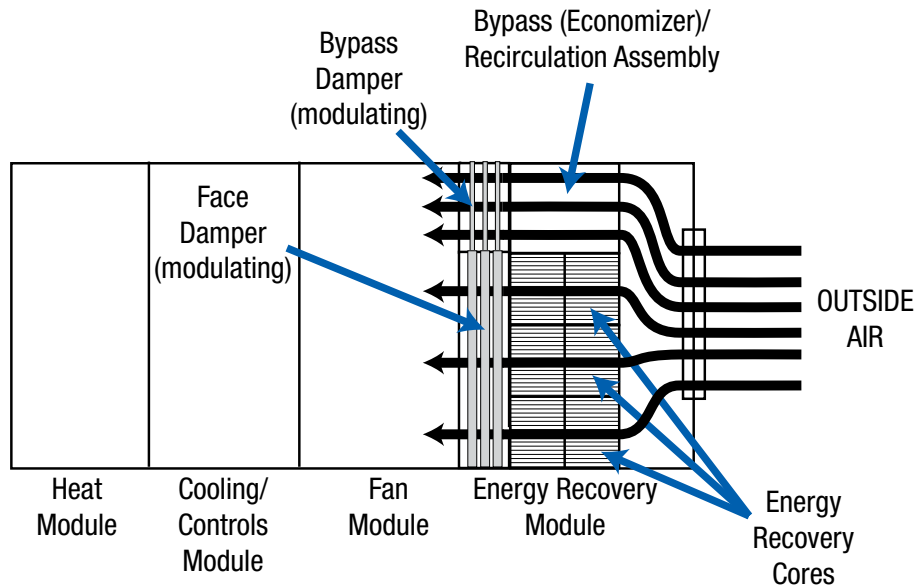 Bypass (Economizer)/
Recirculation Assembly
Bypass
Damper
(modulating)
Face
Damper
(modulating)
OUTSIDE
AIR
Heat
Module
Cooling/
Controls
Module
Fan
Module
Energy Recovery
Module
Energy
Recovery
Cores